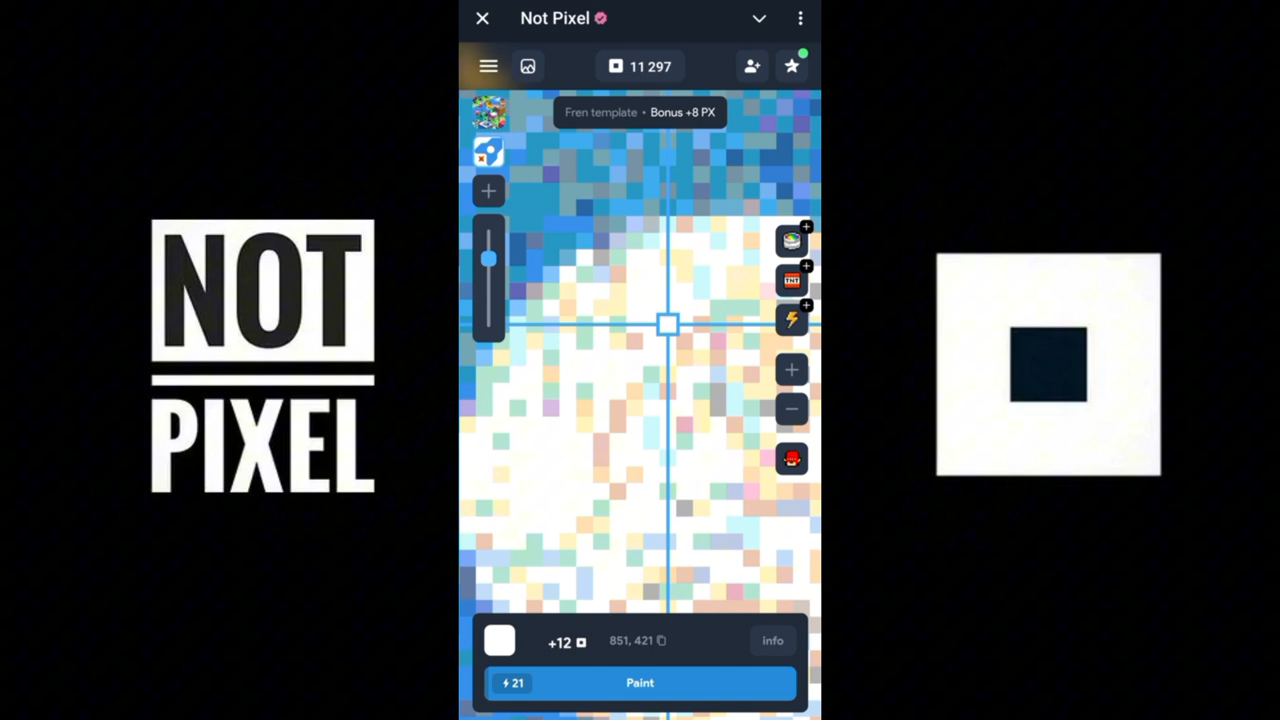 NOT
PIXEL
Not Pixel
11 297
Fren template • Bonus +8 PX
TNT
+12
851, 421
info
21
Paint